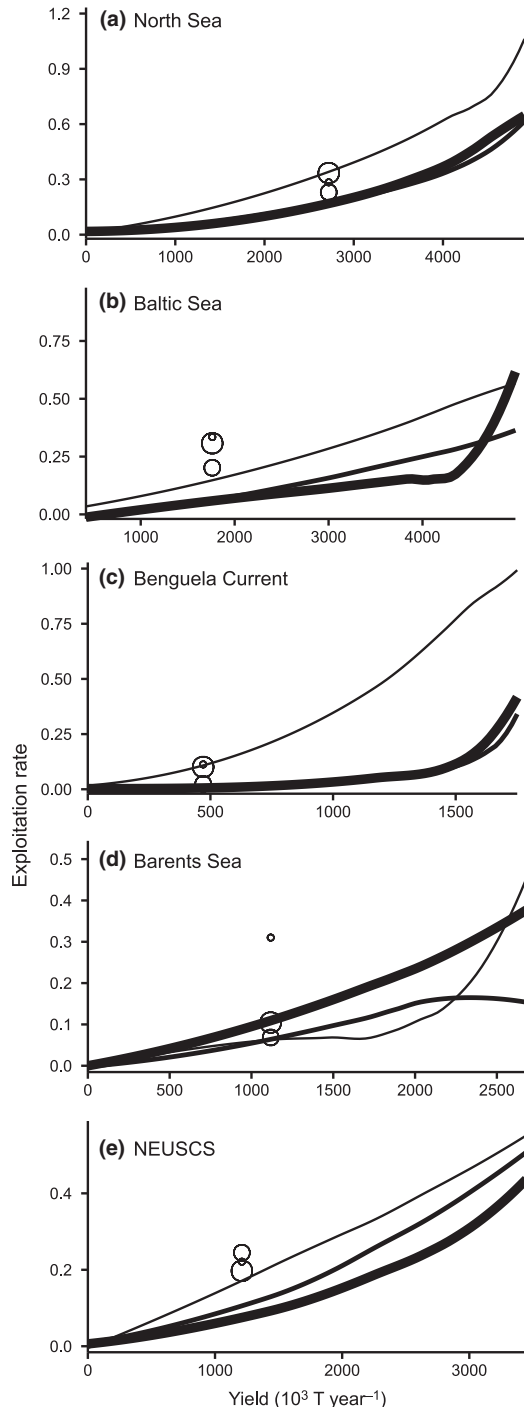 (a) North Sea
1.2
0.9
0.6
0.3
0.0
0 1000 2000 3000 4000
(b) Baltic Sea
0.75
0.50
0.25
0.00
1000 2000 3000 4000
(c) Benguela Current
1.00
0.75
0.50
0.25
0.00
0 500 1000 1500
Exploitation rate
(d) Barents Sea
0.5
0.4
0.3
0.2
0.1
0.0
0 500 1000 1500 2000 2500
(e) NEUSCS
0.4
0.2
0.0
0 1000 2000 3000
Yield (10³ T year⁻¹)